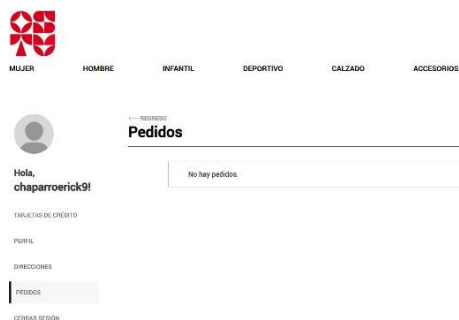 MUJER HOMBRE INFANTIL DEPORTIVO CALZADO ACCESORIOS
← REGRESO
Pedidos
Hola,
chaparroerick9!
No hay pedidos.
TARJETAS DE CRÉDITO
PERFIL
DIRECCIONES
PEDIDOS
CERRAR SESIÓN